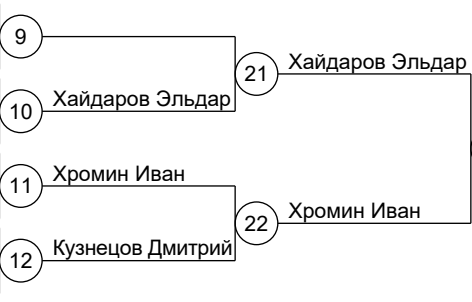 9
21 Хайдаров Эльдар
10 Хайдаров Эльдар
11 Хромин Иван
22 Хромин Иван
12 Кузнецов Дмитрий